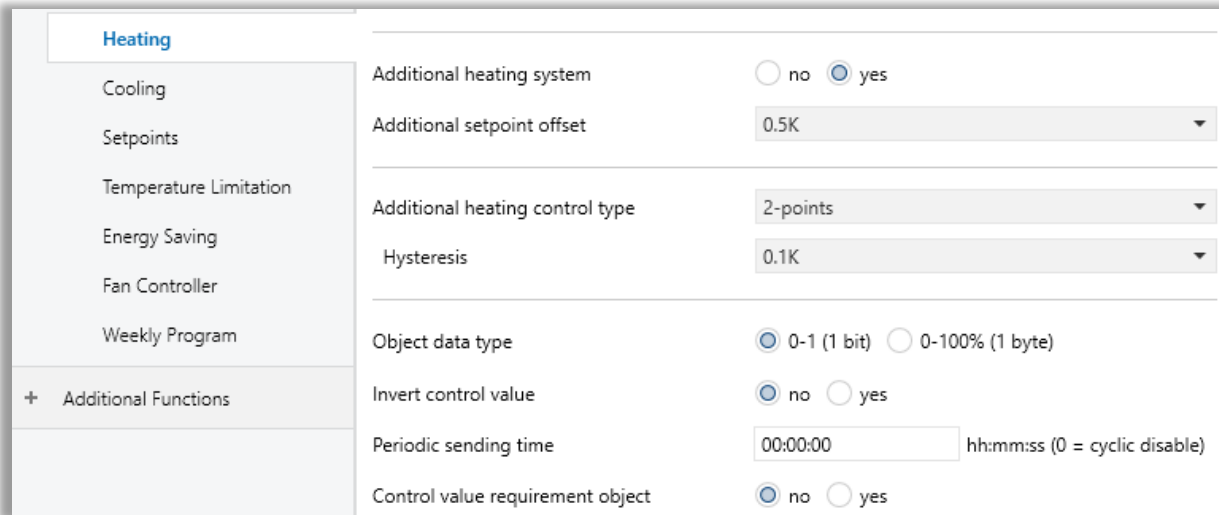 Heating
Cooling
Setpoints
Temperature Limitation
Energy Saving
Fan Controller
Weekly Program
+ Additional Functions
Additional heating system no yes
Additional setpoint offset 0.5K
Additional heating control type 2-points
Hysteresis 0.1K
Object data type 0-1 (1 bit) 0-100% (1 byte)
Invert control value no yes
Periodic sending time 00:00:00 hh:mm:ss (0 = cyclic disable)
Control value requirement object no yes